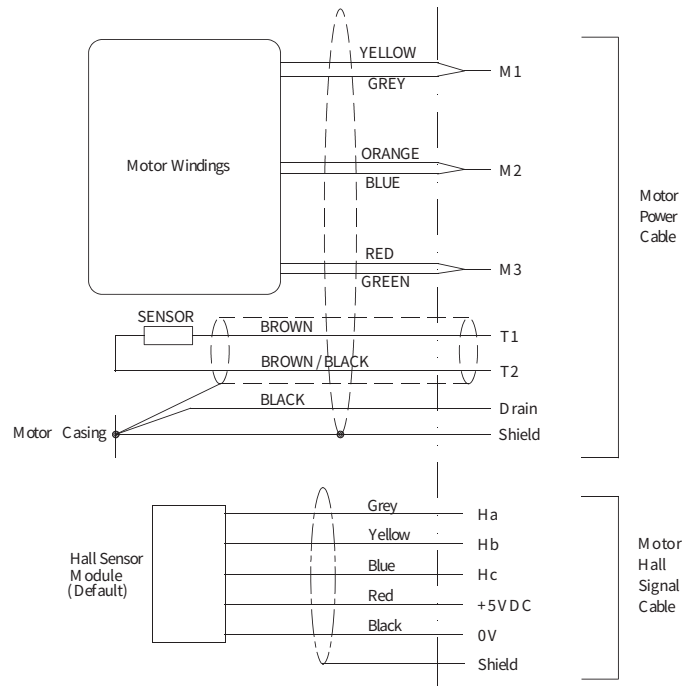 YELLOW
M1
GREY
Motor Windings
ORANGE
M2
BLUE
Motor
Power
Cable
RED
M3
GREEN
SENSOR
BROWN
T1
BROWN/BLACK
T2
BLACK
Drain
Motor Casing
Shield
Grey
Ha
Yellow
Hb
Hall Sensor
Module
(Default)
Blue
Hc
Red
+5VDC
Black
0V
Shield
Motor
Hall
Signal
Cable